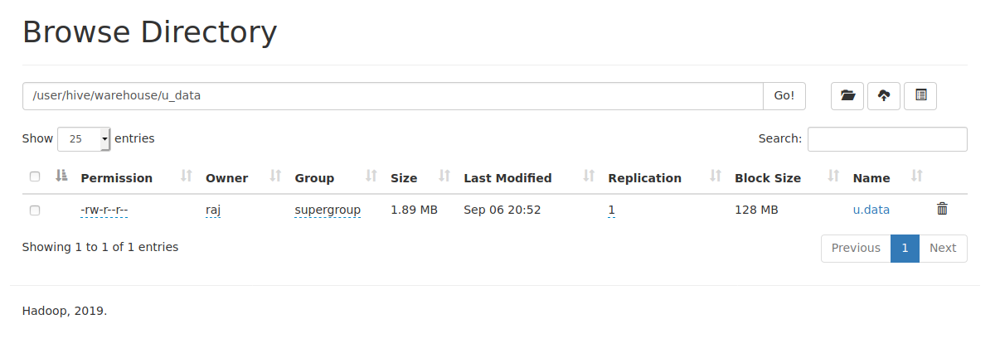 Browse Directory
/user/hive/warehouse/u_data Go!
Show 25 entries Search:
Permission Owner Group Size Last Modified Replication Block Size Name
-rw-r--r-- raj supergroup 1.89 MB Sep 06 20:52 1 128 MB u.data
Showing 1 to 1 of 1 entries Previous 1 Next
Hadoop, 2019.